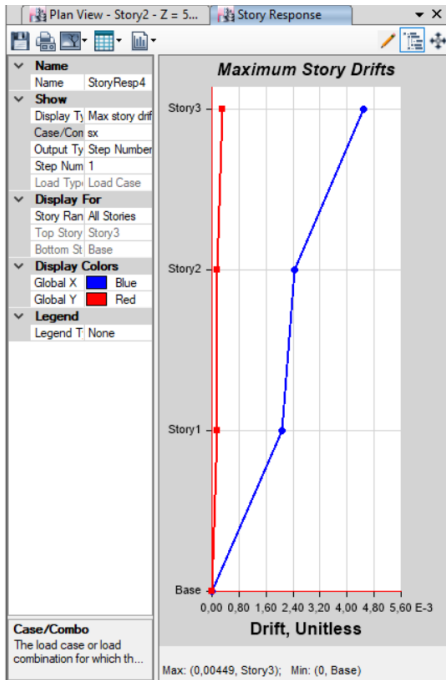 Plan View - Story2 - Z = 5...
Story Response
Name
Name StoryResp4
Show
Display Ty Max story drif
Case/Com sx
Output Ty Step Number
Step Num 1
Load Type Load Case
Display For
Story Ran All Stories
Top Story Story3
Bottom St Base
Display Colors
Global X Blue
Global Y Red
Legend
Legend T None
Case/Combo
The load case or load
combination for which th...
Maximum Story Drifts
Story3
Story2
Story1
Base
0,00 0,80 1,60 2,40 3,20 4,00 4,80 5,60 E-3
Drift, Unitless
Max: (0,00449, Story3); Min: (0, Base)